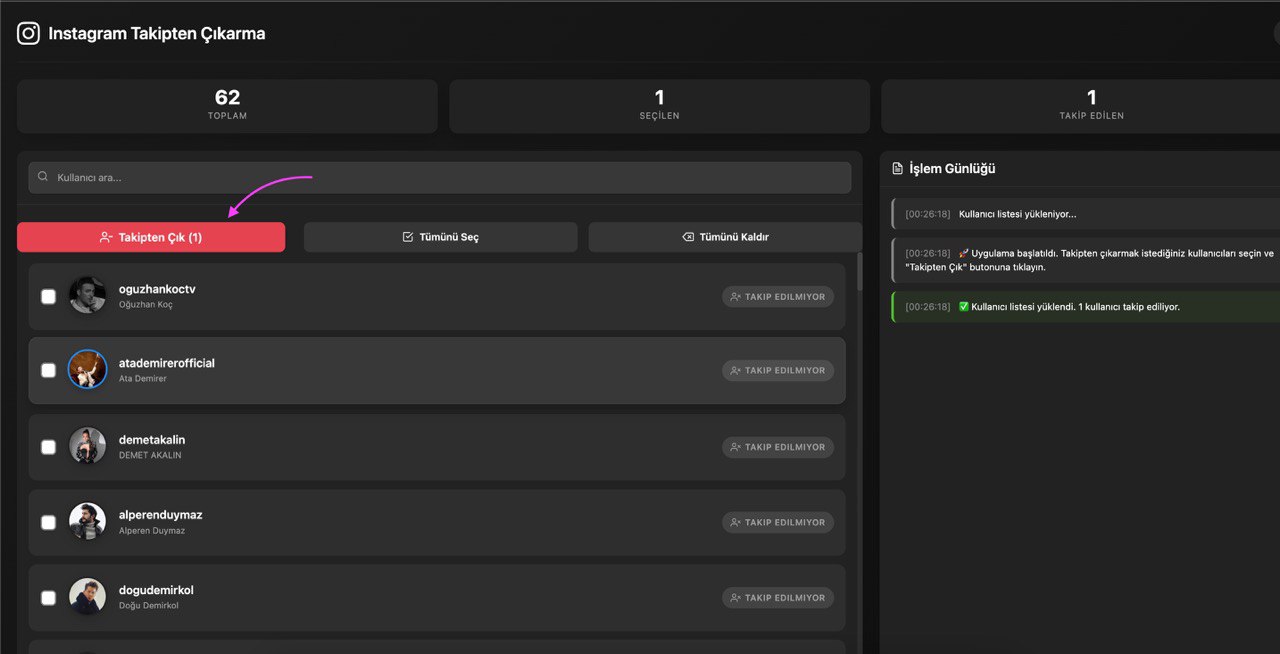 Instagram Takipten Çıkarma
62
TOPLAM
1
SEÇİLEN
1
TAKİP EDİLEN
Kullanıcı ara...
Takipten Çık (1)
Tümünü Seç
Tümünü Kaldır
oguzhankoctv
Oğuzhan Koç
TAKIP EDILMIYOR
atademirerofficial
Ata Demirer
TAKIP EDILMIYOR
demetakalin
DEMET AKALIN
TAKIP EDILMIYOR
alperenduymaz
Alperen Duymaz
TAKIP EDILMIYOR
dogudemirkol
Doğu Demirkol
TAKIP EDILMIYOR
İşlem Günlüğü
[00:26:18] Kullanıcı listesi yükleniyor...
[00:26:18] 🚀 Uygulama başlatıldı. Takipten çıkarmak istediğiniz kullanıcıları seçin ve
"Takipten Çık" butonuna tıklayın.
[00:26:18] ✅ Kullanıcı listesi yüklendi. 1 kullanıcı takip ediliyor.